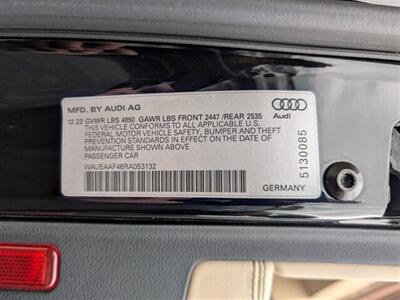 MFD. BY AUDI AG
12 23 GVWR LBS 4850 GAWR LBS FRONT 2447 /REAR 2535
THIS VEHICLE CONFORMS TO ALL APPLICABLE U.S.
FEDERAL MOTOR VEHICLE SAFETY, BUMPER AND THEFT
PREVENTION STANDARDS IN EFFECT ON THE DATE OF
MANUFACTURE SHOWN ABOVE
PASSENGER CAR
WAUEAAF46RA053132
GERMANY
Audi
5130085